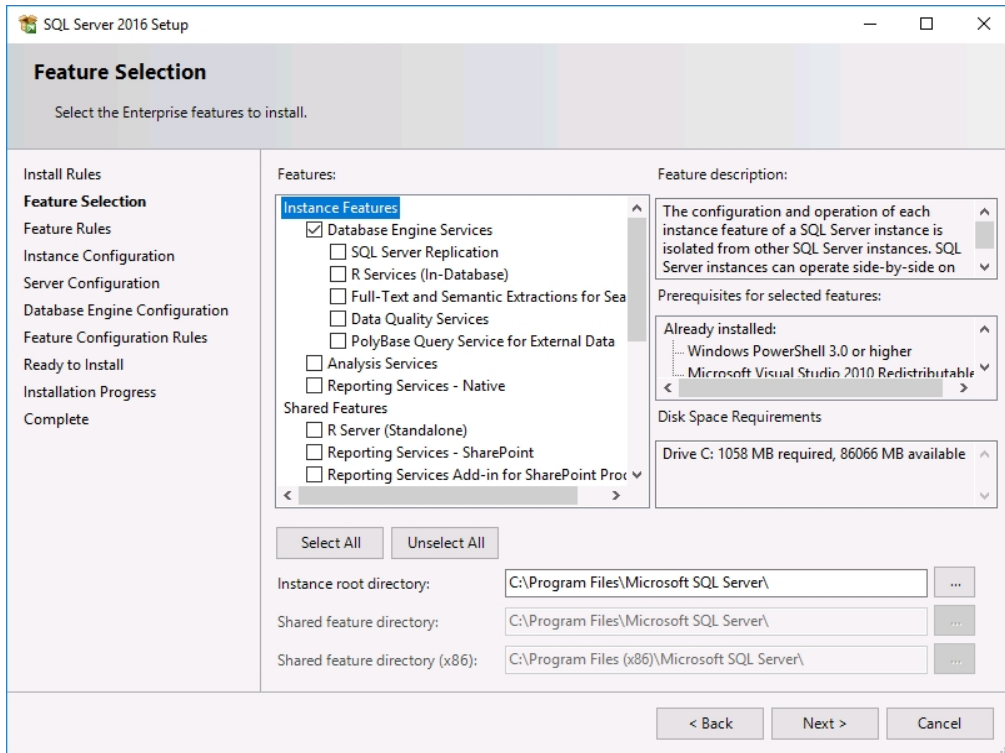 SQL Server 2016 Setup
Feature Selection
Select the Enterprise features to install.
Install Rules
Feature Selection
Feature Rules
Instance Configuration
Server Configuration
Database Engine Configuration
Feature Configuration Rules
Ready to Install
Installation Progress
Complete
Features:
Instance Features
Database Engine Services
SQL Server Replication
R Services (In-Database)
Full-Text and Semantic Extractions for Sea
Data Quality Services
PolyBase Query Service for External Data
Analysis Services
Reporting Services - Native
Shared Features
R Server (Standalone)
Reporting Services - SharePoint
Reporting Services Add-in for SharePoint Proc
Feature description:
The configuration and operation of each
instance feature of a SQL Server instance is
isolated from other SQL Server instances. SQL
Server instances can operate side-by-side on
Prerequisites for selected features:
Already installed:
Windows PowerShell 3.0 or higher
Microsoft Visual Studio 2010 Redistributable
Disk Space Requirements
Drive C: 1058 MB required, 86066 MB available
Select All
Unselect All
Instance root directory:
C:\Program Files\Microsoft SQL Server\
...
Shared feature directory:
C:\Program Files\Microsoft SQL Server\
...
Shared feature directory (x86):
C:\Program Files (x86)\Microsoft SQL Server\
...
< Back
Next >
Cancel